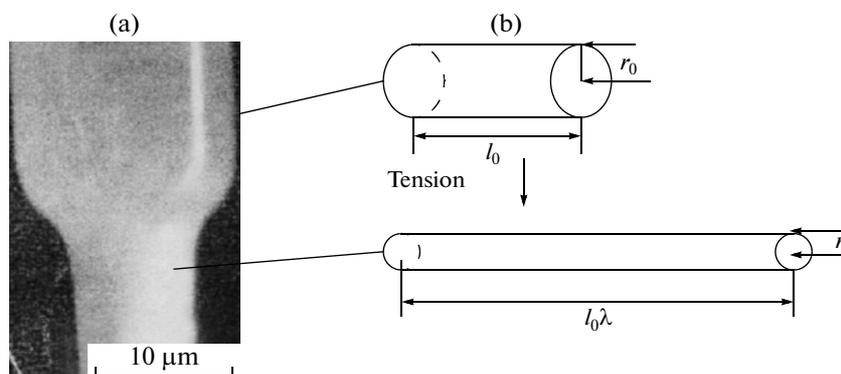 (a)
(b)
r₀
l₀
Tension
r
l₀λ
10 μm